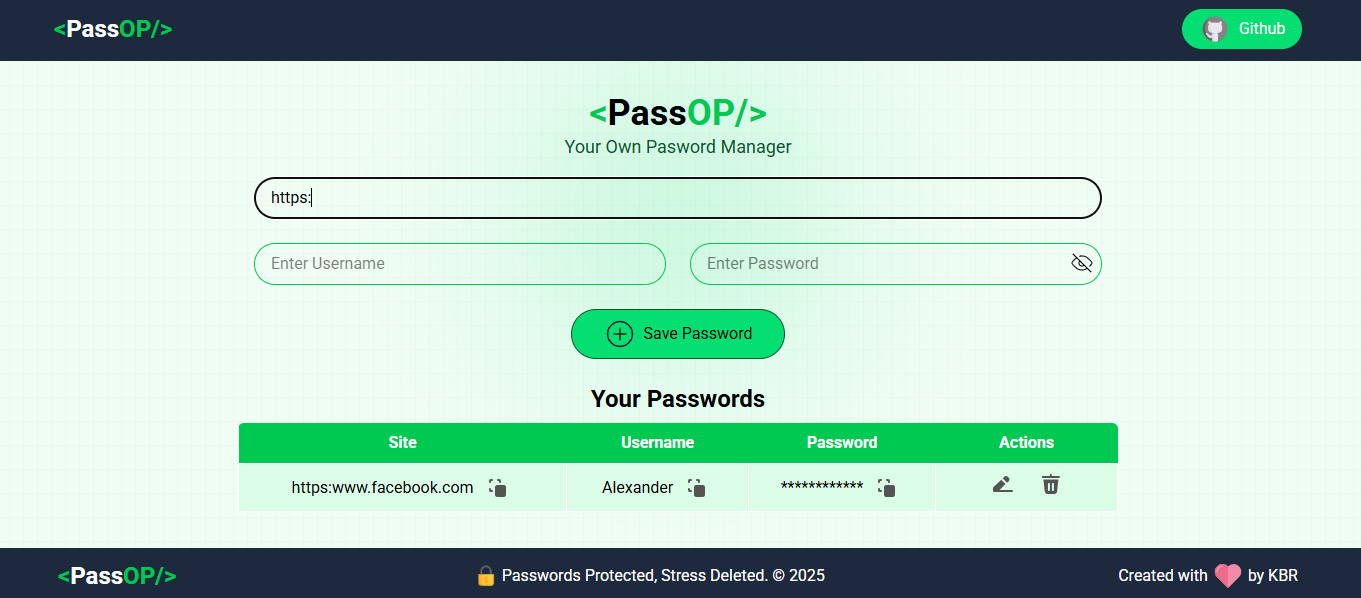 <PassOP/>
Github
<PassOP/>
Your Own Pasword Manager
https:
Enter Username
Enter Password
Save Password
Your Passwords
Site Username Password Actions
https:www.facebook.com Alexander ************
<PassOP/>
Passwords Protected, Stress Deleted. © 2025
Created with by KBR